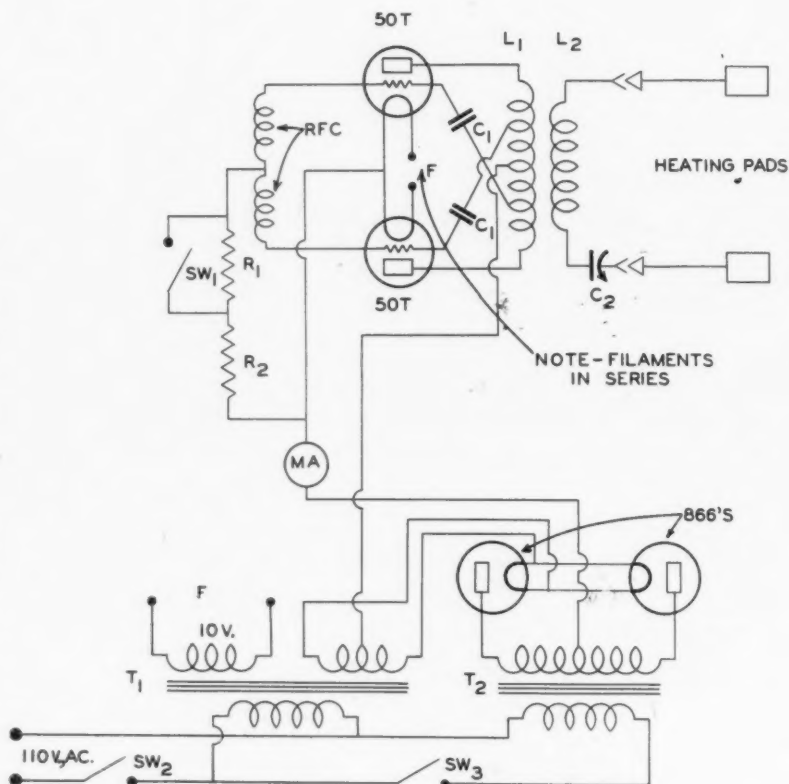 50T
L1 L2
RFC
C1
F
HEATING PADS
C1
SW1
R1
50T
C2
R2
NOTE-FILAMENTS
IN SERIES
MA
866'S
F
10V.
T1
T2
110V,AC.
SW2
SW3